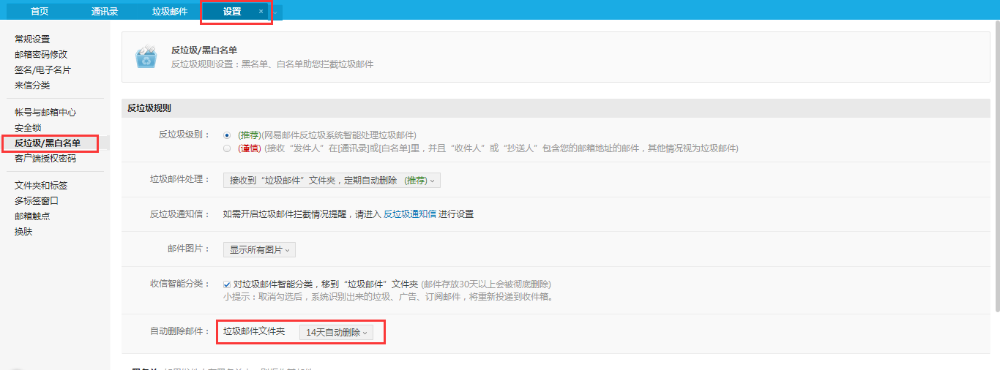 首页 通讯录 垃圾邮件 设置 ×
常规设置
邮箱密码修改
签名/电子名片
来信分类
帐号与邮箱中心
安全锁
反垃圾/黑白名单
客户端授权密码
文件夹和标签
多标签窗口
邮箱触点
换肤
反垃圾/黑白名单
反垃圾规则设置：黑名单、白名单助您拦截垃圾邮件
反垃圾规则
反垃圾级别： (推荐)(网易邮件反垃圾系统智能处理垃圾邮件)
(谨慎) (接收“发件人”在[通讯录]或[白名单]里，并且“收件人”或“抄送人”包含您的邮箱地址的邮件，其他情况视为垃圾邮件)
垃圾邮件处理： 接收到“垃圾邮件”文件夹，定期自动删除 (推荐)
反垃圾通知信： 如需开启垃圾邮件拦截情况提醒，请进入 反垃圾通知信 进行设置
邮件图片： 显示所有图片
收信智能分类： 对垃圾邮件智能分类，移到“垃圾邮件”文件夹 (邮件存放30天以上会被彻底删除)
小提示：取消勾选后，系统识别出来的垃圾、广告、订阅邮件，将重新投递到收件箱。
自动删除邮件： 垃圾邮件文件夹 14天自动删除